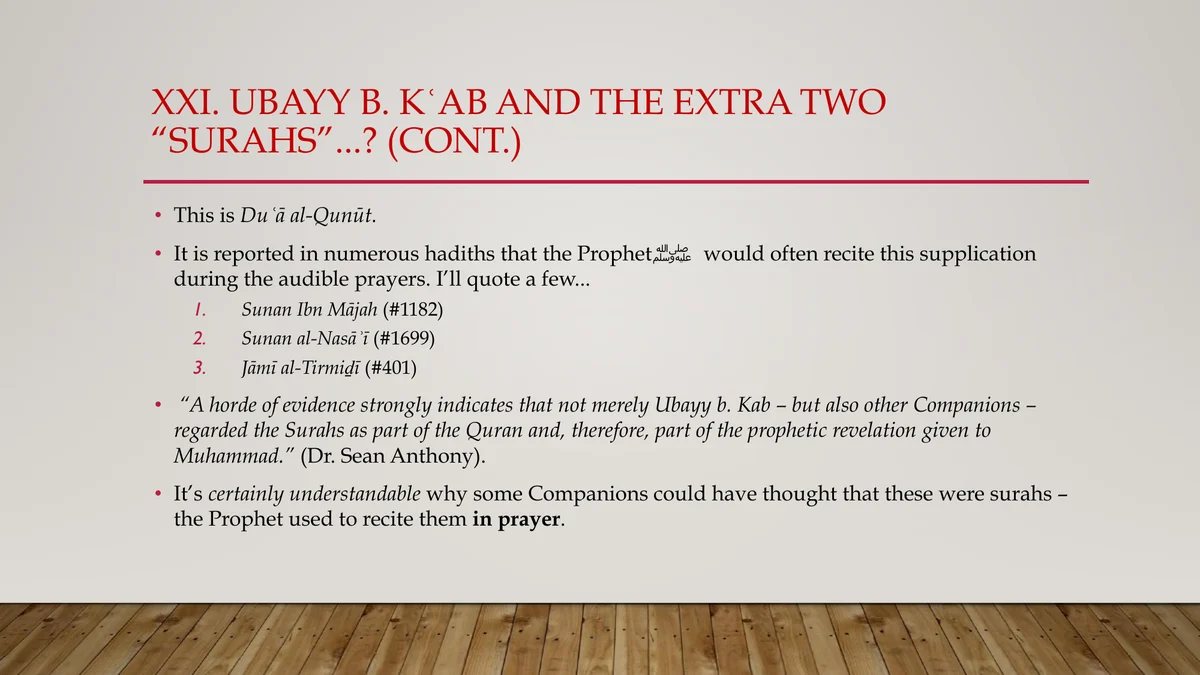 XXI. UBAYY B. KʿAB AND THE EXTRA TWO
“SURAHS”...? (CONT.)
• This is Duʿā al-Qunūt.
• It is reported in numerous hadiths that the Prophetﷺ would often recite this supplication
during the audible prayers. I’ll quote a few...
1. Sunan Ibn Mājah (#1182)
2. Sunan al-Nasāʾī (#1699)
3. Jāmī al-Tirmiḏī (#401)
• “A horde of evidence strongly indicates that not merely Ubayy b. Kab – but also other Companions –
regarded the Surahs as part of the Quran and, therefore, part of the prophetic revelation given to
Muhammad.” (Dr. Sean Anthony).
• It’s certainly understandable why some Companions could have thought that these were surahs –
the Prophet used to recite them in prayer.